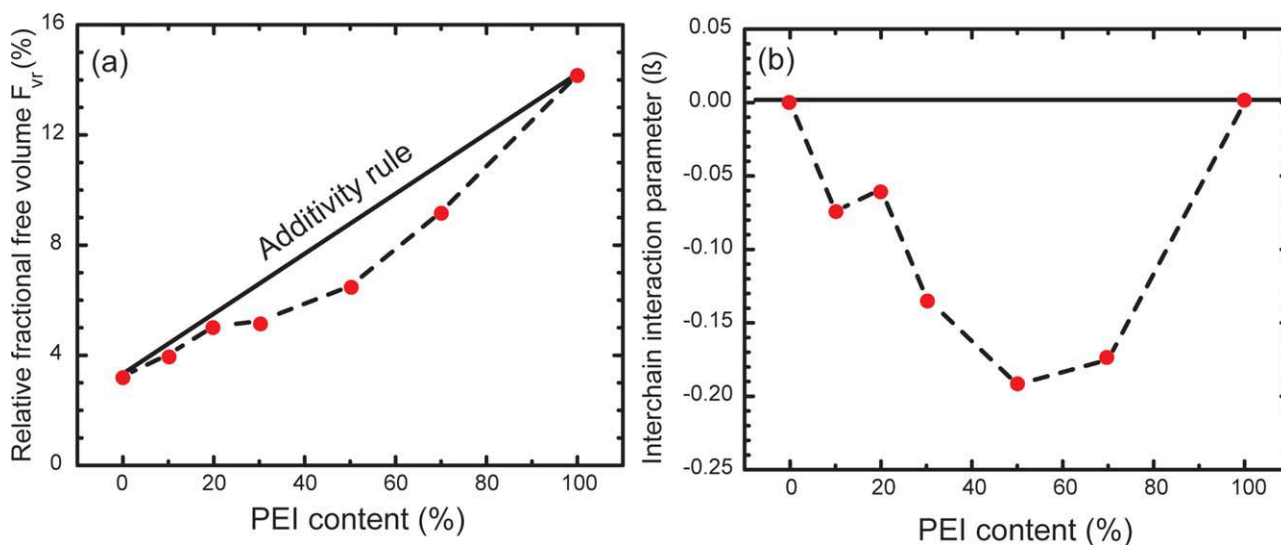 (a)
Relative fractional free volume Fvr(%)
16
12
8
4
0
Additivity rule
0 20 40 60 80 100
PEI content (%)
(b)
Interchain interaction parameter (ß)
0.05
0.00
-0.05
-0.10
-0.15
-0.20
-0.25
0 20 40 60 80 100
PEI content (%)